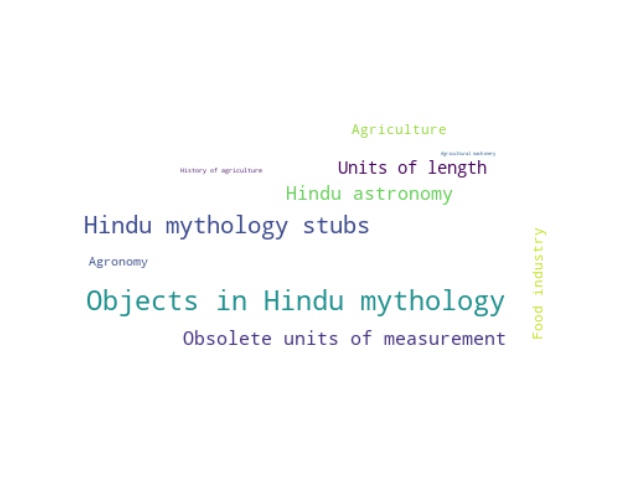 Agriculture
Agricultural machinery
Units of length
History of agriculture
Hindu astronomy
Hindu mythology stubs
Agronomy
Objects in Hindu mythology
Food industry
Obsolete units of measurement